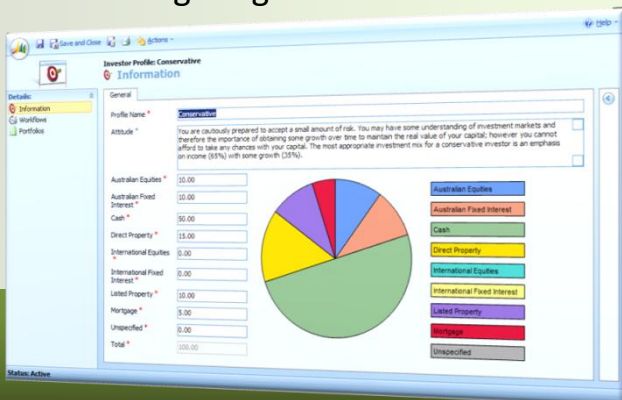 Help
Save and Close
Actions
Investor Profile: Conservative
Information
Details:
Information
Workflows
Portfolios
General
Profile Name *
Conservative
Attitude *
You are cautiously prepared to accept a small amount of risk. You may have some understanding of investment markets and
therefore the importance of obtaining some growth over time to maintain the real value of your capital; however you cannot
afford to take any chances with your capital. The most appropriate investment mix for a conservative investor is an emphasis
on income (65%) with some growth (35%).
Australian Equities *
10.00
Australian Fixed
Interest *
10.00
Cash *
50.00
Direct Property *
15.00
International Equities
*
0.00
International Fixed
Interest *
0.00
Listed Property *
10.00
Mortgage *
5.00
Unspecified *
0.00
Total *
100.00
Australian Equities
Australian Fixed Interest
Cash
Direct Property
International Equities
International Fixed Interest
Listed Property
Mortgage
Unspecified
Status: Active